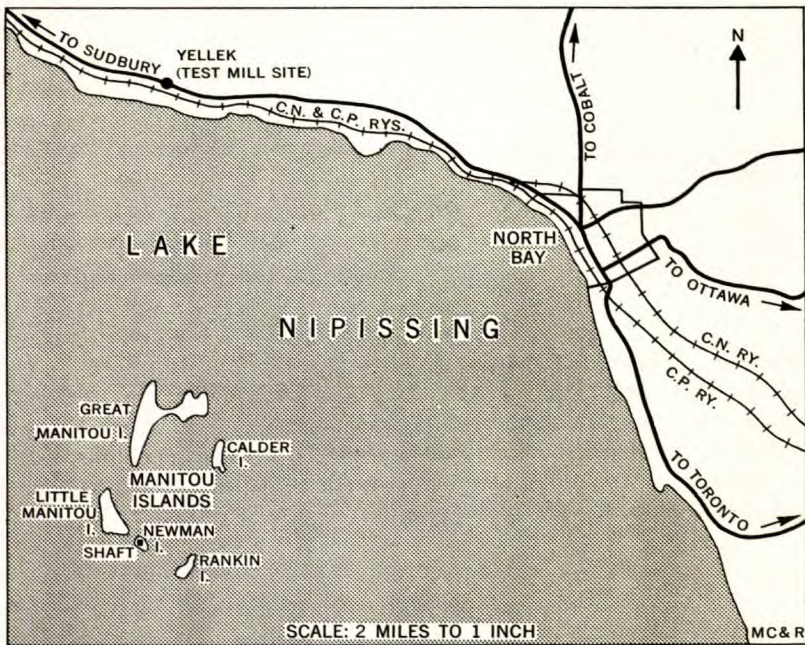 TO SUDBURY
YELLEK
(TEST MILL SITE)
C.N. & C.P. RYS.
TO COBALT
N
LAKE
NIPISSING
NORTH
BAY
TO OTTAWA
C.N. RY.
C.P. RY.
TO TORONTO
GREAT
MANITOU I.
CALDER
I.
MANITOU
ISLANDS
LITTLE
MANITOU
I.
NEWMAN
I.
SHAFT
RANKIN
I.
SCALE: 2 MILES TO 1 INCH
MC & R